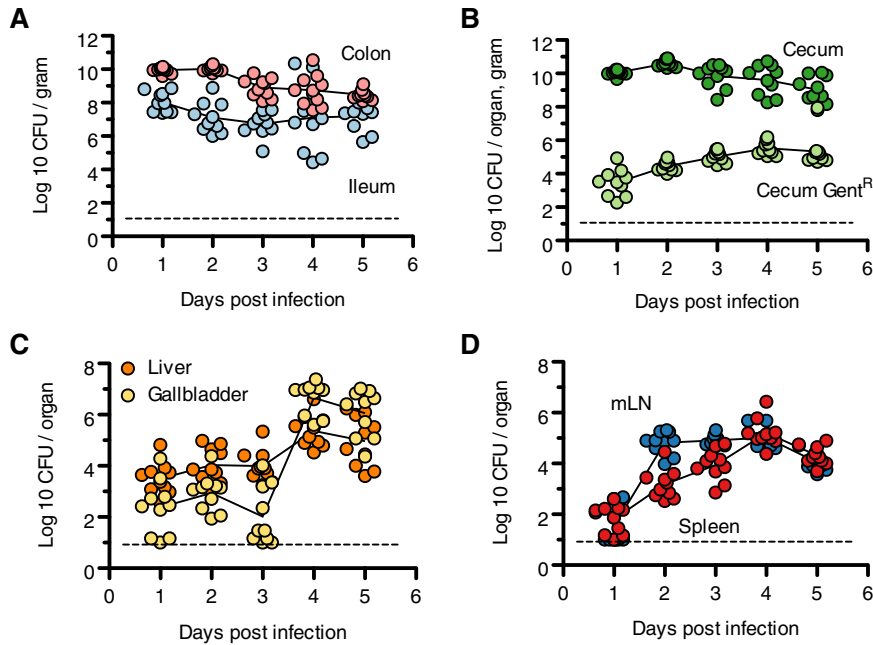 A
Log 10 CFU / gram
12
10
8
6
4
2
0
Colon
Ileum
0 1 2 3 4 5 6
Days post infection
B
Log 10 CFU / organ, gram
12
10
8
6
4
2
0
Cecum
Cecum Gent^R
0 1 2 3 4 5 6
Days post infection
C
Log 10 CFU / organ
8
6
4
2
0
Liver
Gallbladder
0 1 2 3 4 5 6
Days post infection
D
Log 10 CFU / organ
8
6
4
2
0
mLN
Spleen
0 1 2 3 4 5 6
Days post infection